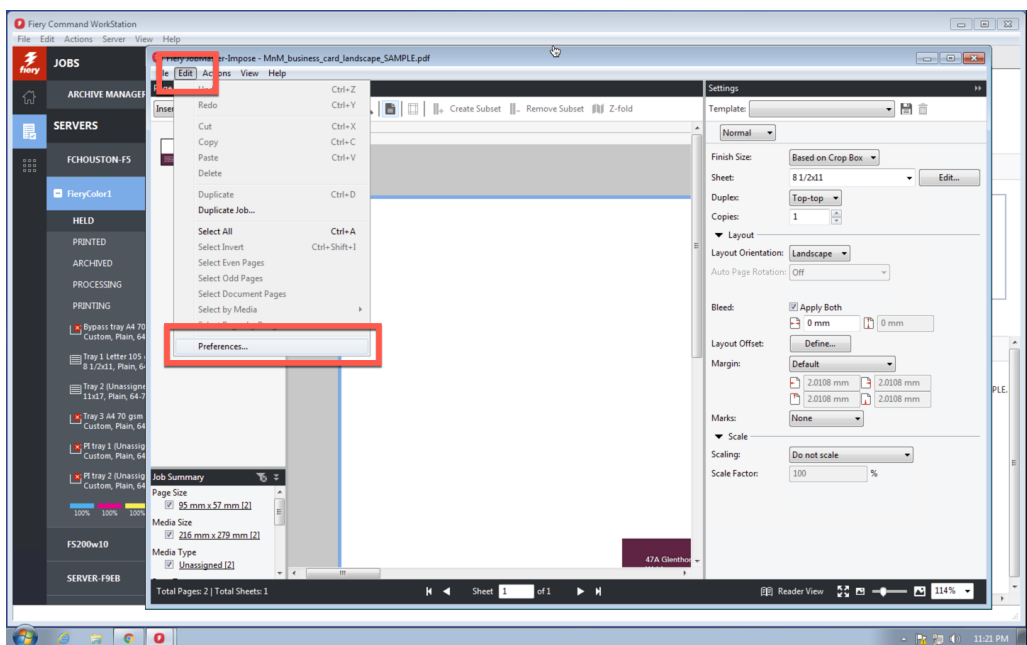 Fiery Command WorkStation
File Edit Actions Server View Help
fiery
JOBS
ARCHIVE MANAGER
SERVERS
FCHOUSTON-F5
FieryColor1
HELD
PRINTED
ARCHIVED
PROCESSING
PRINTING
Bypass tray A4 70
Custom, Plain, 64
Tray 1 Letter 105
8 1/2x11, Plain, 64
Tray 2 (Unassigne
11x17, Plain, 64-7
Tray 3 A4 70 gsm
Custom, Plain, 64
PI tray 1 (Unassig
Custom, Plain, 64
PI tray 2 (Unassig
Custom, Plain, 64
100% 100% 100%
FS200w10
SERVER-F9EB
Fiery JobMaster-Impose - MnM_business_card_landscape_SAMPLE.pdf
Edit Actions View Help
Ctrl+Z
Redo Ctrl+Y
Cut Ctrl+X
Copy Ctrl+C
Paste Ctrl+V
Delete
Duplicate Ctrl+D
Duplicate Job...
Select All Ctrl+A
Select Invert Ctrl+Shift+I
Select Even Pages
Select Odd Pages
Select Document Pages
Select by Media
Preferences...
Create Subset Remove Subset Z-fold
Job Summary
Page Size
95 mm x 57 mm [2]
Media Size
216 mm x 279 mm [2]
Media Type
Unassigned [2]
47A Glenthor
Total Pages: 2 | Total Sheets: 1
Sheet 1 of 1
Reader View
114%
Settings
Template:
Normal
Finish Size: Based on Crop Box
Sheet: 8 1/2x11 Edit...
Duplex: Top-top
Copies: 1
Layout
Layout Orientation: Landscape
Auto Page Rotation: Off
Bleed: Apply Both
0 mm 0 mm
Layout Offset: Define...
Margin: Default
2.0108 mm 2.0108 mm
2.0108 mm 2.0108 mm
Marks: None
Scale
Scaling: Do not scale
Scale Factor: 100 %
PLE.
11:21 PM